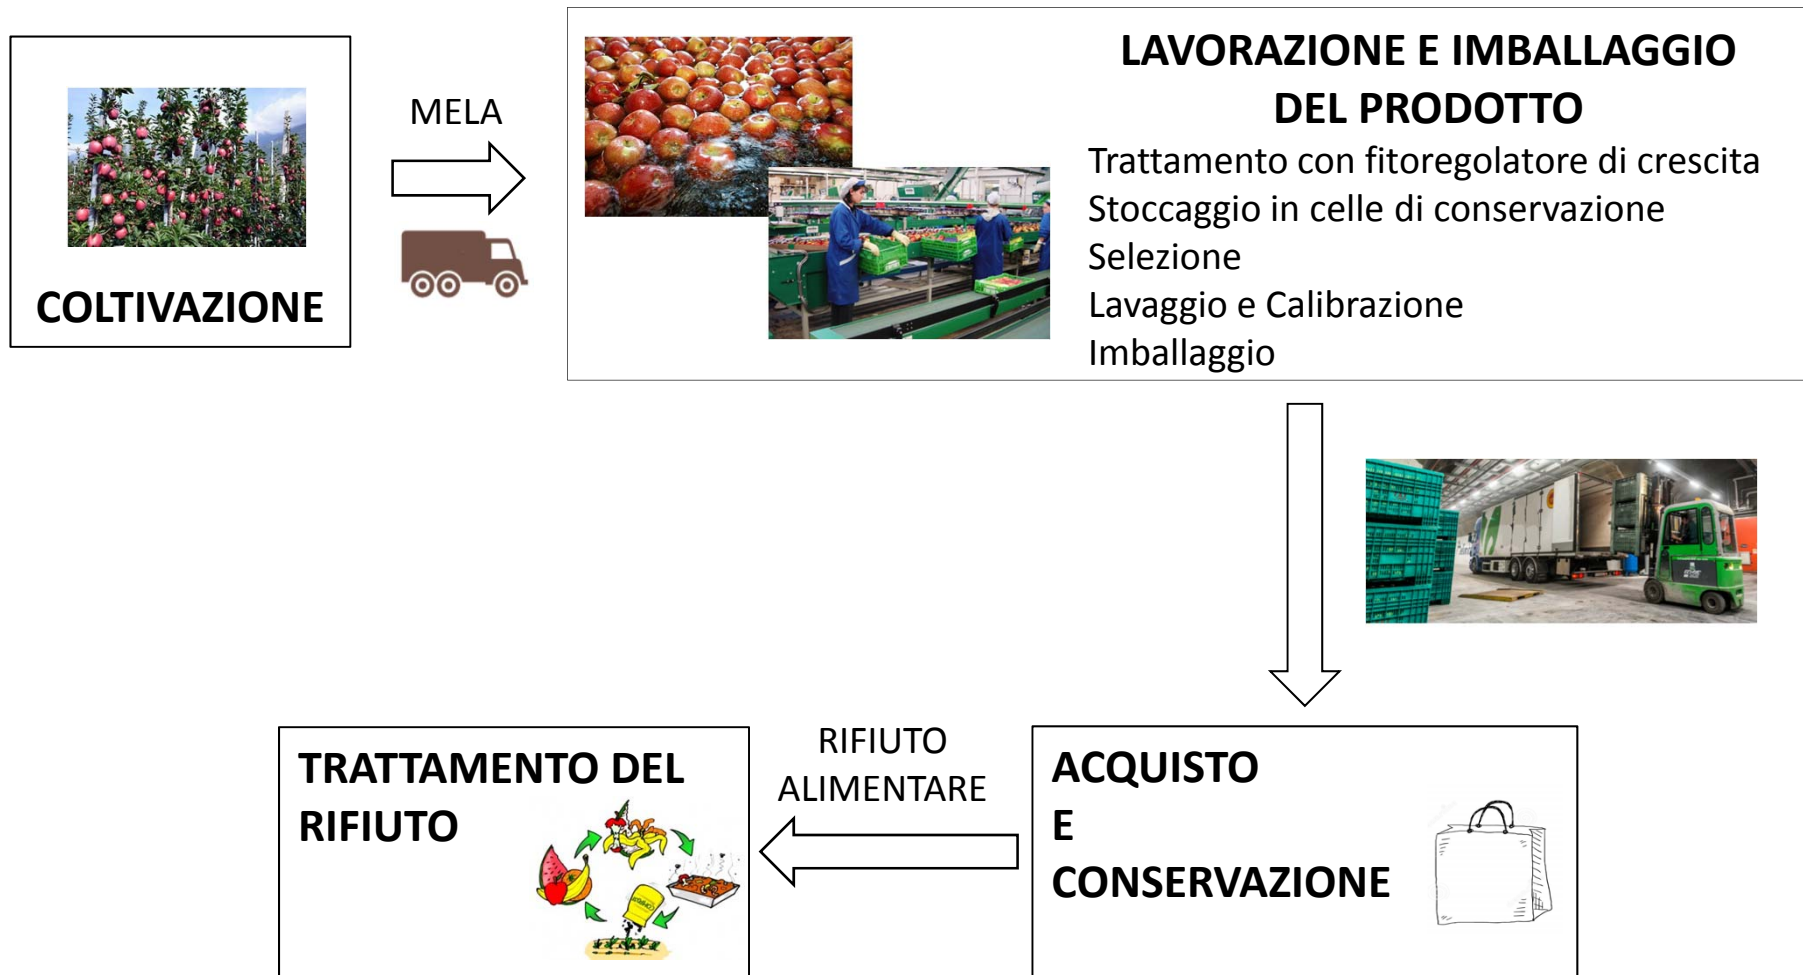 COLTIVAZIONE
MELA
LAVORAZIONE E IMBALLAGGIO
DEL PRODOTTO
Trattamento con fitoregolatore di crescita
Stoccaggio in celle di conservazione
Selezione
Lavaggio e Calibrazione
Imballaggio
TRATTAMENTO DEL
RIFIUTO
RIFIUTO
ALIMENTARE
ACQUISTO
E
CONSERVAZIONE